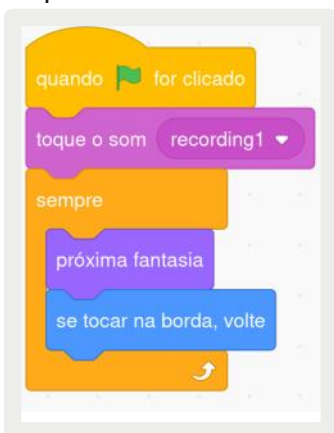 quando for clicado
toque o som recording1
sempre
próxima fantasia
se tocar na borda, volte